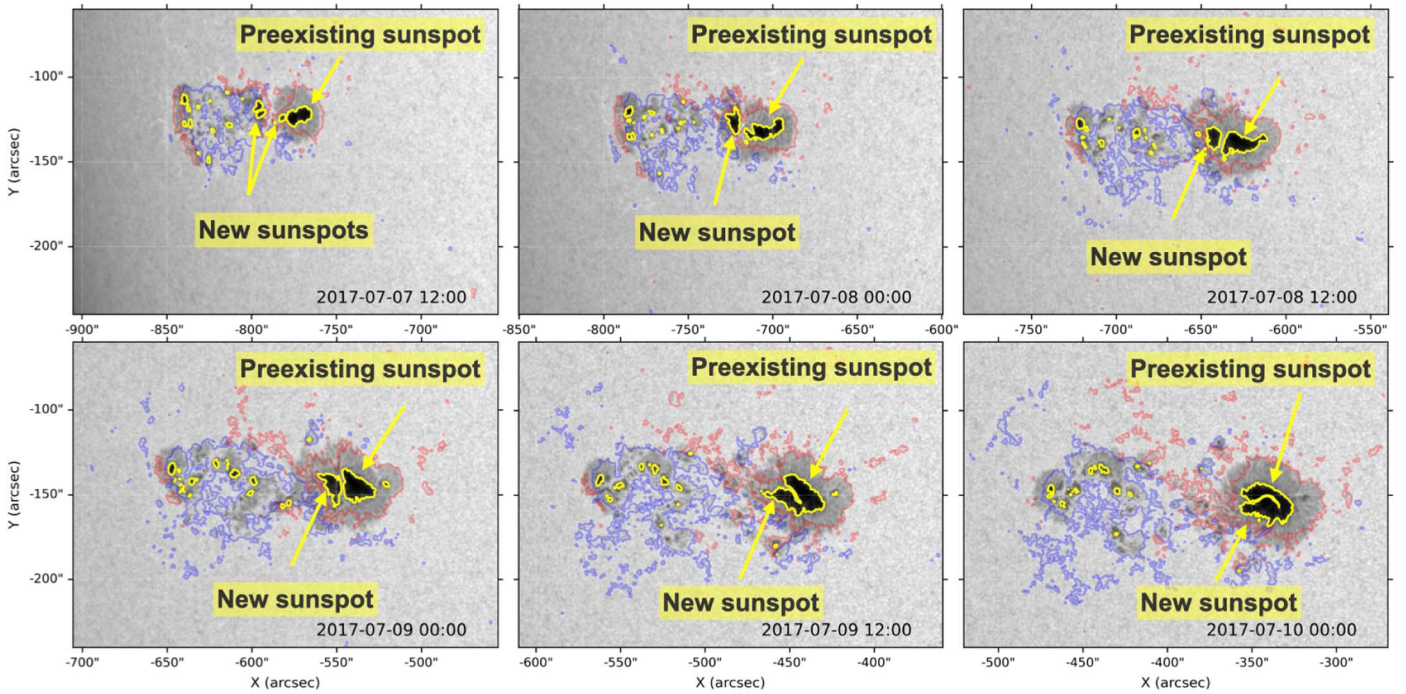 Preexisting sunspot
New sunspots
2017-07-07 12:00
Preexisting sunspot
New sunspot
2017-07-08 00:00
Preexisting sunspot
New sunspot
2017-07-08 12:00
-100"
-150"
-200"
Y (arcsec)
-900" -850" -800" -750" -700"
-850" -800" -750" -700" -650" -600"
-750" -700" -650" -600" -550"
Preexisting sunspot
New sunspot
2017-07-09 00:00
Preexisting sunspot
New sunspot
2017-07-09 12:00
Preexisting sunspot
New sunspot
2017-07-10 00:00
-100"
-150"
-200"
Y (arcsec)
-700" -650" -600" -550" -500"
-600" -550" -500" -450" -400"
-500" -450" -400" -350" -300"
X (arcsec)
X (arcsec)
X (arcsec)